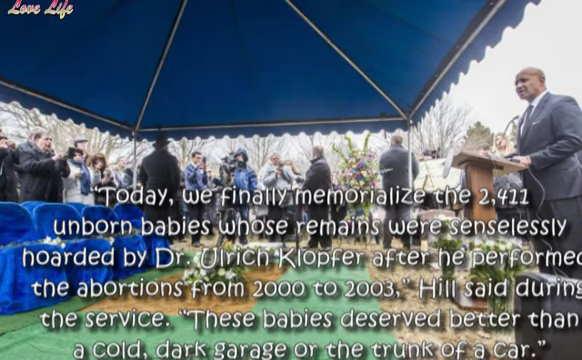 Love Life
"Today, we finally memorialize the 2,411
unborn babies whose remains were senselessly
hoarded by Dr. Ulrich Klopfer after he performed
the abortions from 2000 to 2003," Hill said during
the service. "These babies deserved better than
a cold, dark garage or the trunk of a car."